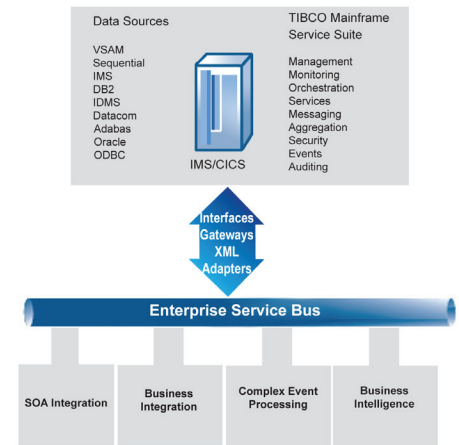 Data Sources
VSAM
Sequential
IMS
DB2
IDMS
Datacom
Adabas
Oracle
ODBC
IMS/CICS
TIBCO Mainframe
Service Suite
Management
Monitoring
Orchestration
Services
Messaging
Aggregation
Security
Events
Auditing
Interfaces
Gateways
XML
Adapters
Enterprise Service Bus
SOA Integration
Business
Integration
Complex Event
Processing
Business
Intelligence